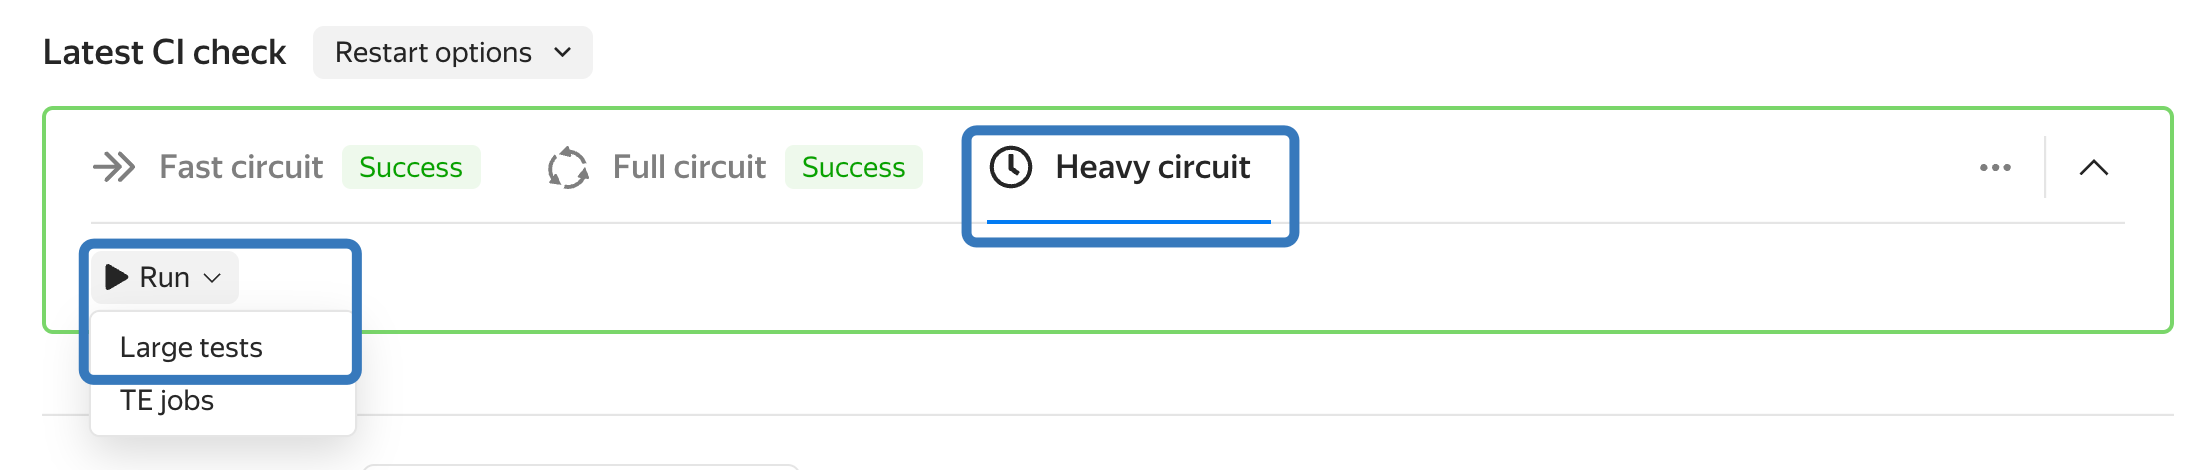 Latest CI check Restart options
Fast circuit Success Full circuit Success Heavy circuit
Run
Large tests
TE jobs